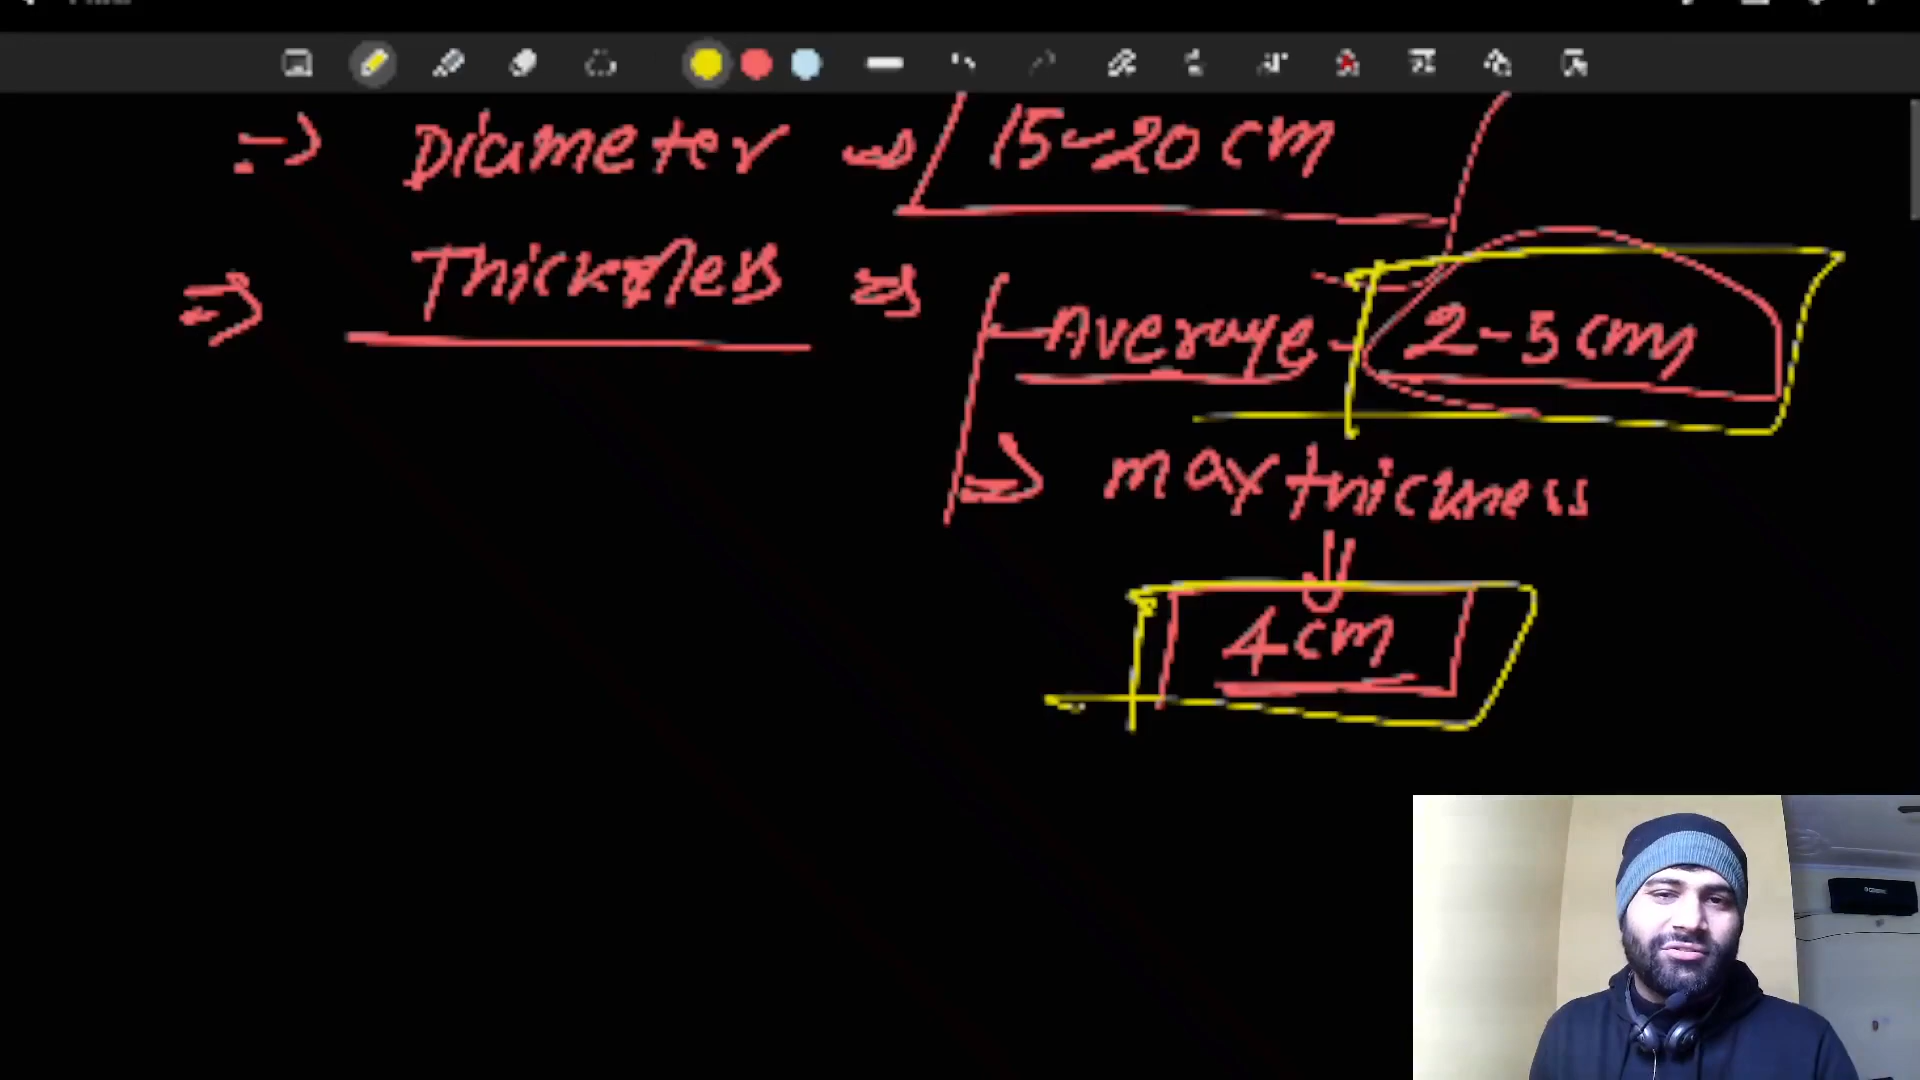 Diameter → 15-20 cm
⇒ Thickness ⇒
Average - 2-5 cm
⇒ max thickness
4 cm